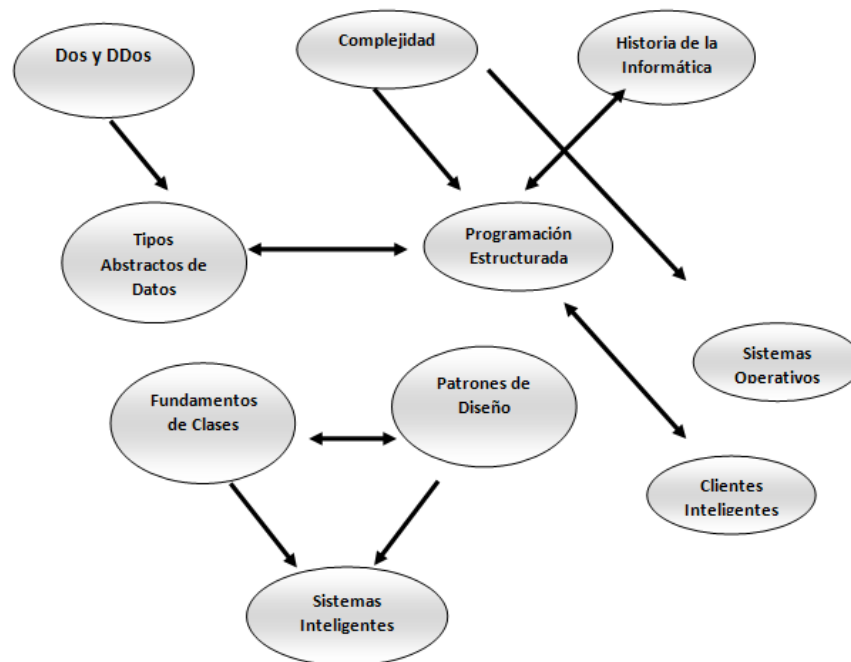 Dos y DDos
Complejidad
Historia de la
Informática
Tipos
Abstractos de
Datos
Programación
Estructurada
Sistemas
Operativos
Fundamentos
de Clases
Patrones de
Diseño
Clientes
Inteligentes
Sistemas
Inteligentes